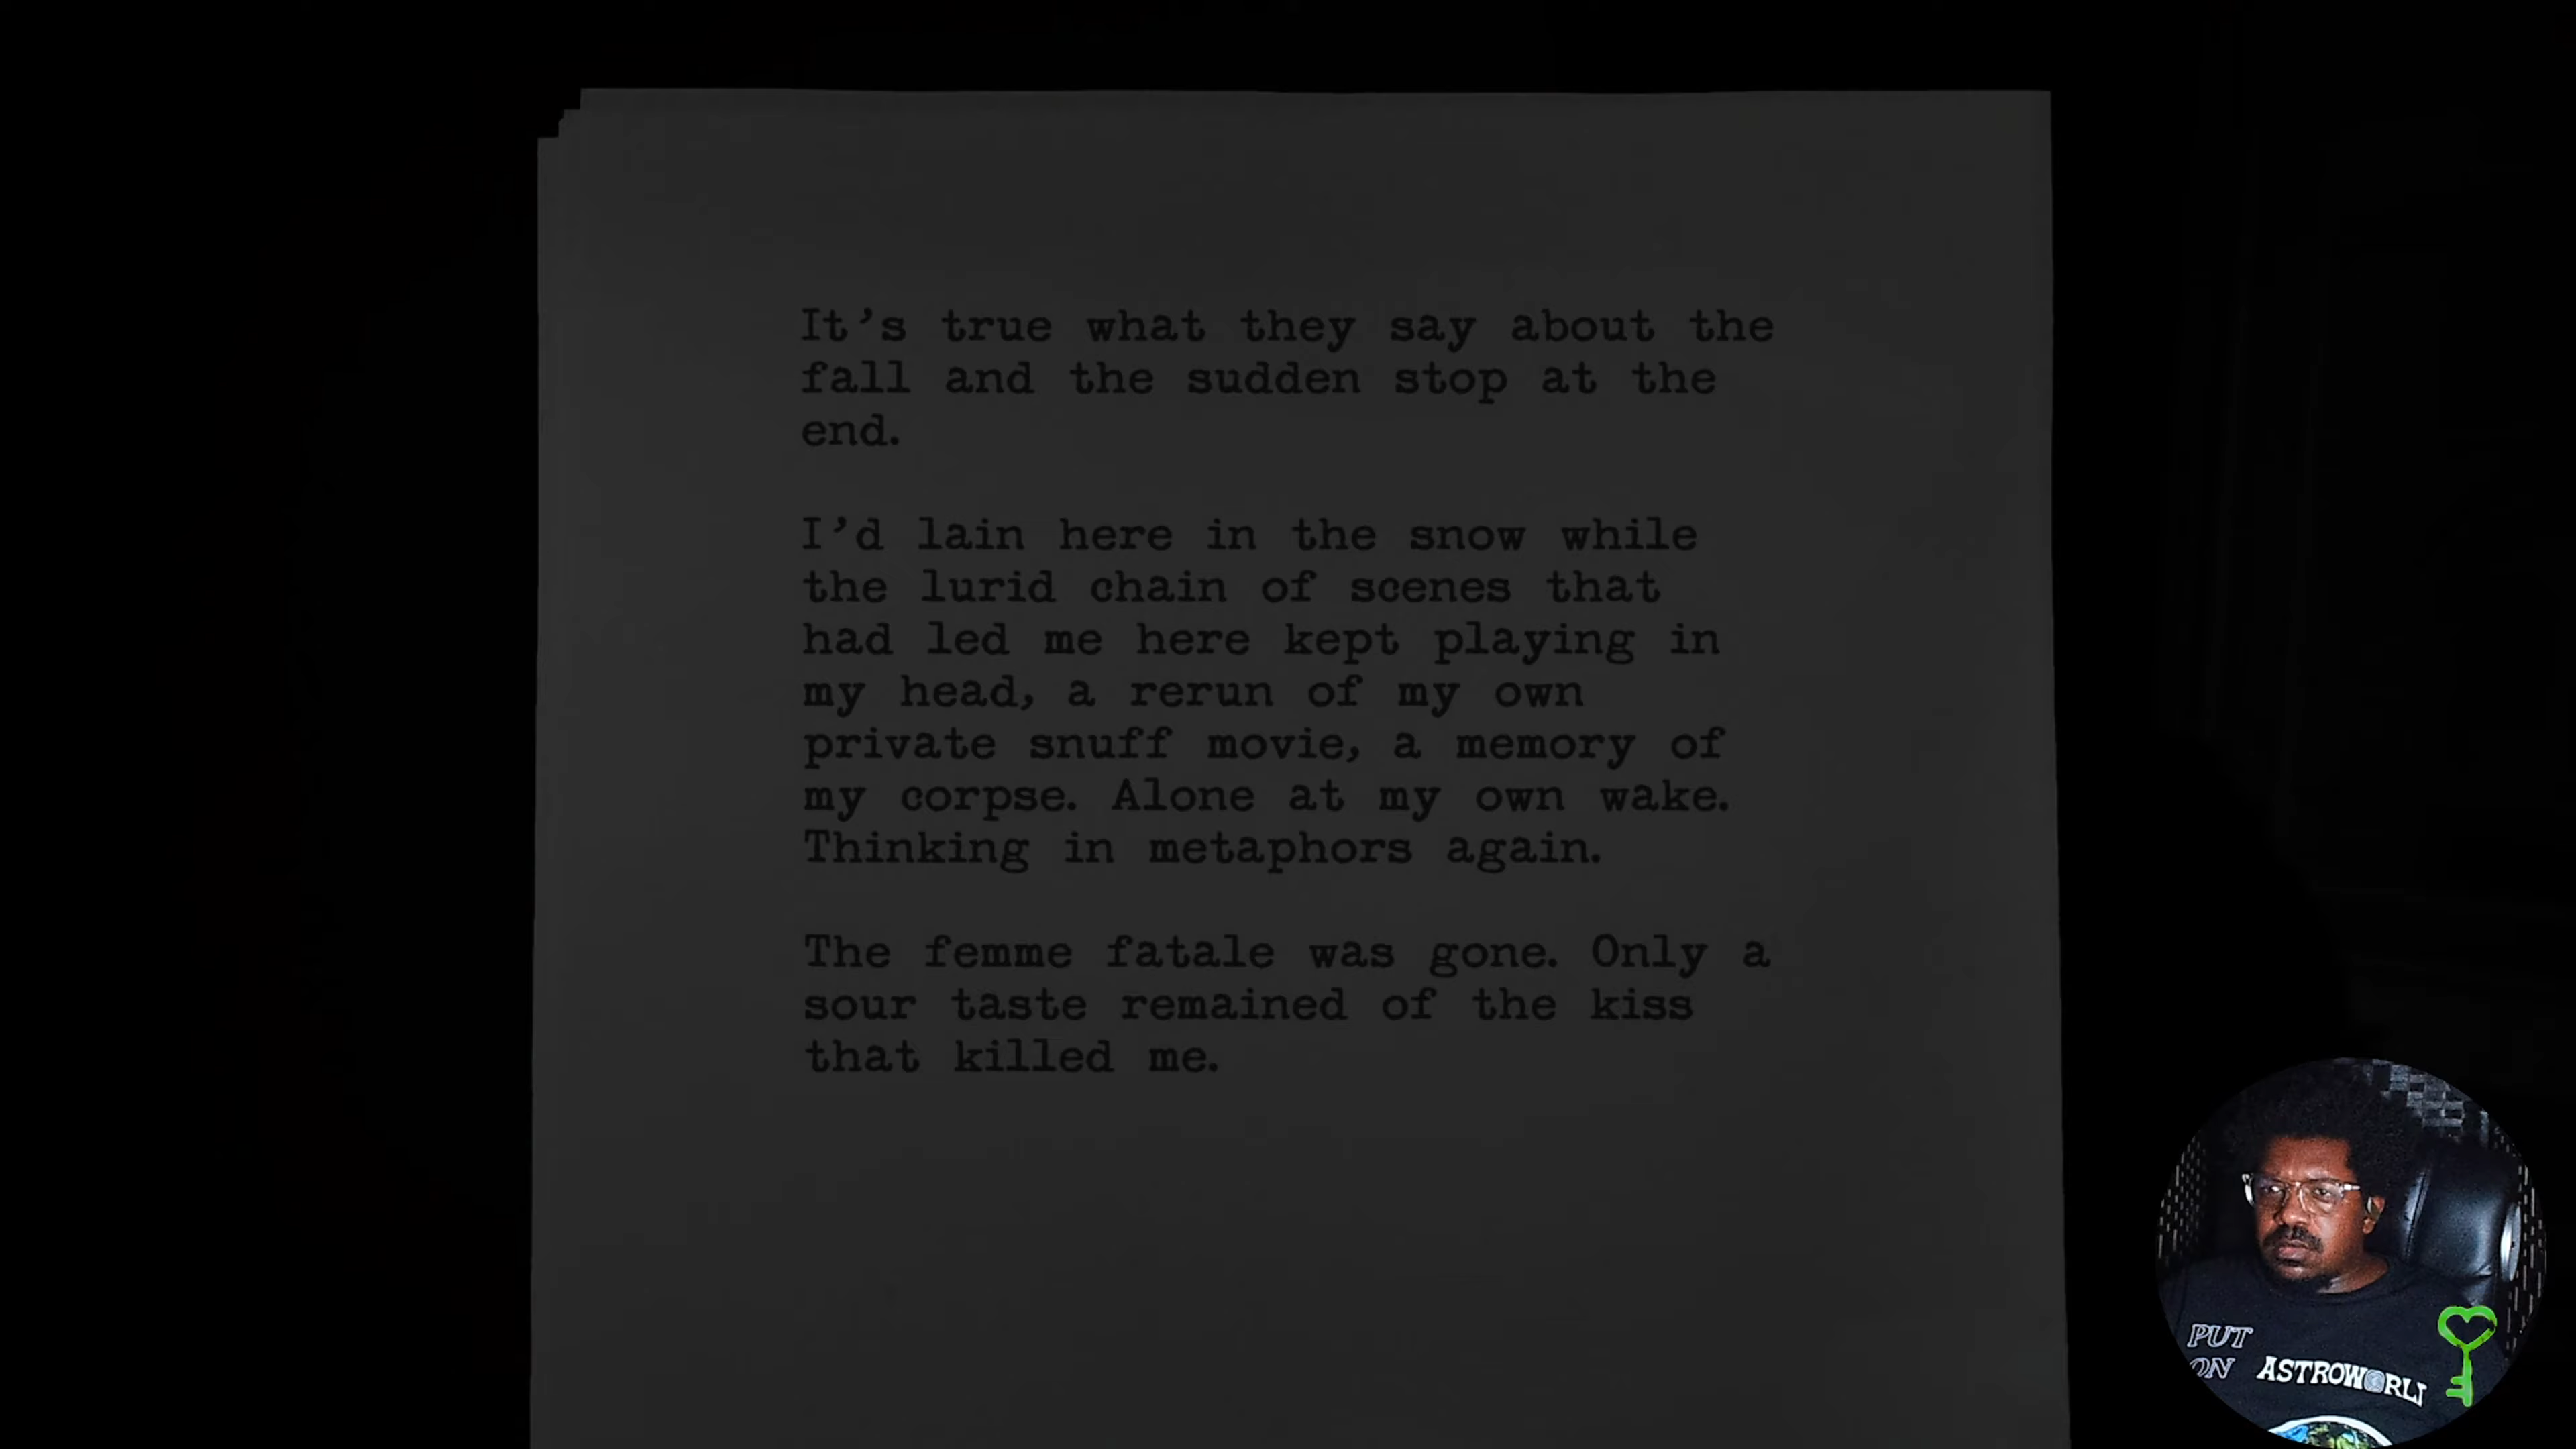 It's true what they say about the
fall and the sudden stop at the
end.
I'd lain here in the snow while
the lurid chain of scenes that
had led me here kept playing in
my head, a rerun of my own
private snuff movie, a memory of
my corpse. Alone at my own wake.
Thinking in metaphors again.
The femme fatale was gone. Only a
sour taste remained of the kiss
that killed me.
PUT
ON ASTROWORL